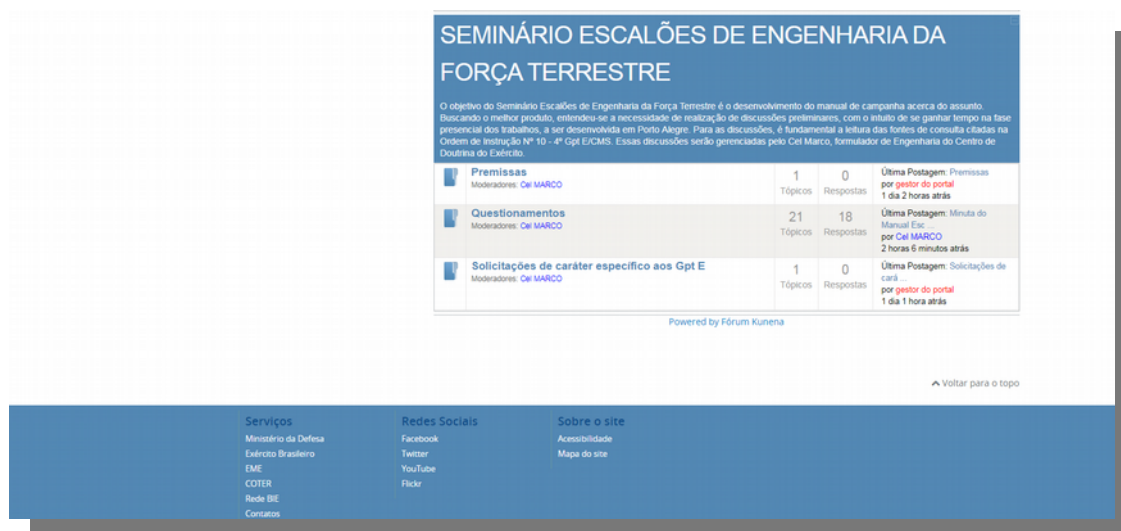 SEMINÁRIO ESCALÕES DE ENGENHARIA DA
FORÇA TERRESTRE
O objetivo do Seminário Escalões de Engenharia da Força Terrestre é o desenvolvimento do manual de campanha acerca do assunto.
Buscando o melhor produto, entendeu-se a necessidade de realização de discussões preliminares, com o intuito de se ganhar tempo na fase
presencial dos trabalhos, a ser desenvolvida em Porto Alegre. Para as discussões, é fundamental a leitura das fontes de consulta citadas na
Ordem de Instrução Nº 10 - 4º Gpt E/CMS. Essas discussões serão gerenciadas pelo Cel Marco, formulador de Engenharia do Centro de
Doutrina do Exército.
Premissas
Moderadores: Cel MARCO
1
Tópicos
0
Respostas
Última Postagem: Premissas
por gestor do portal
1 dia 2 horas atrás
Questionamentos
Moderadores: Cel MARCO
21
Tópicos
18
Respostas
Última Postagem: Minuta do
Manual Esc ...
por Cel MARCO
2 horas 6 minutos atrás
Solicitações de caráter específico aos Gpt E
Moderadores: Cel MARCO
1
Tópicos
0
Respostas
Última Postagem: Solicitações de
cará ...
por gestor do portal
1 dia 1 hora atrás
Powered by Fórum Kunena
Voltar para o topo
Serviços
Ministério da Defesa
Exército Brasileiro
EME
COTER
Rede BIE
Contatos
Redes Sociais
Facebook
Twitter
YouTube
Flickr
Sobre o site
Acessibilidade
Mapa do site